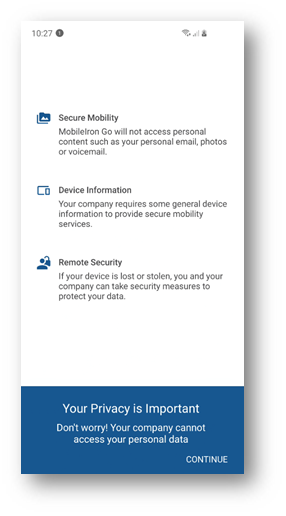 10:27
Secure Mobility
MobileIron Go will not access personal
content such as your personal email, photos
or voicemail.
Device Information
Your company requires some general device
information to provide secure mobility
services.
Remote Security
If your device is lost or stolen, you and your
company can take security measures to
protect your data.
Your Privacy is Important
Don't worry! Your company cannot
access your personal data
CONTINUE